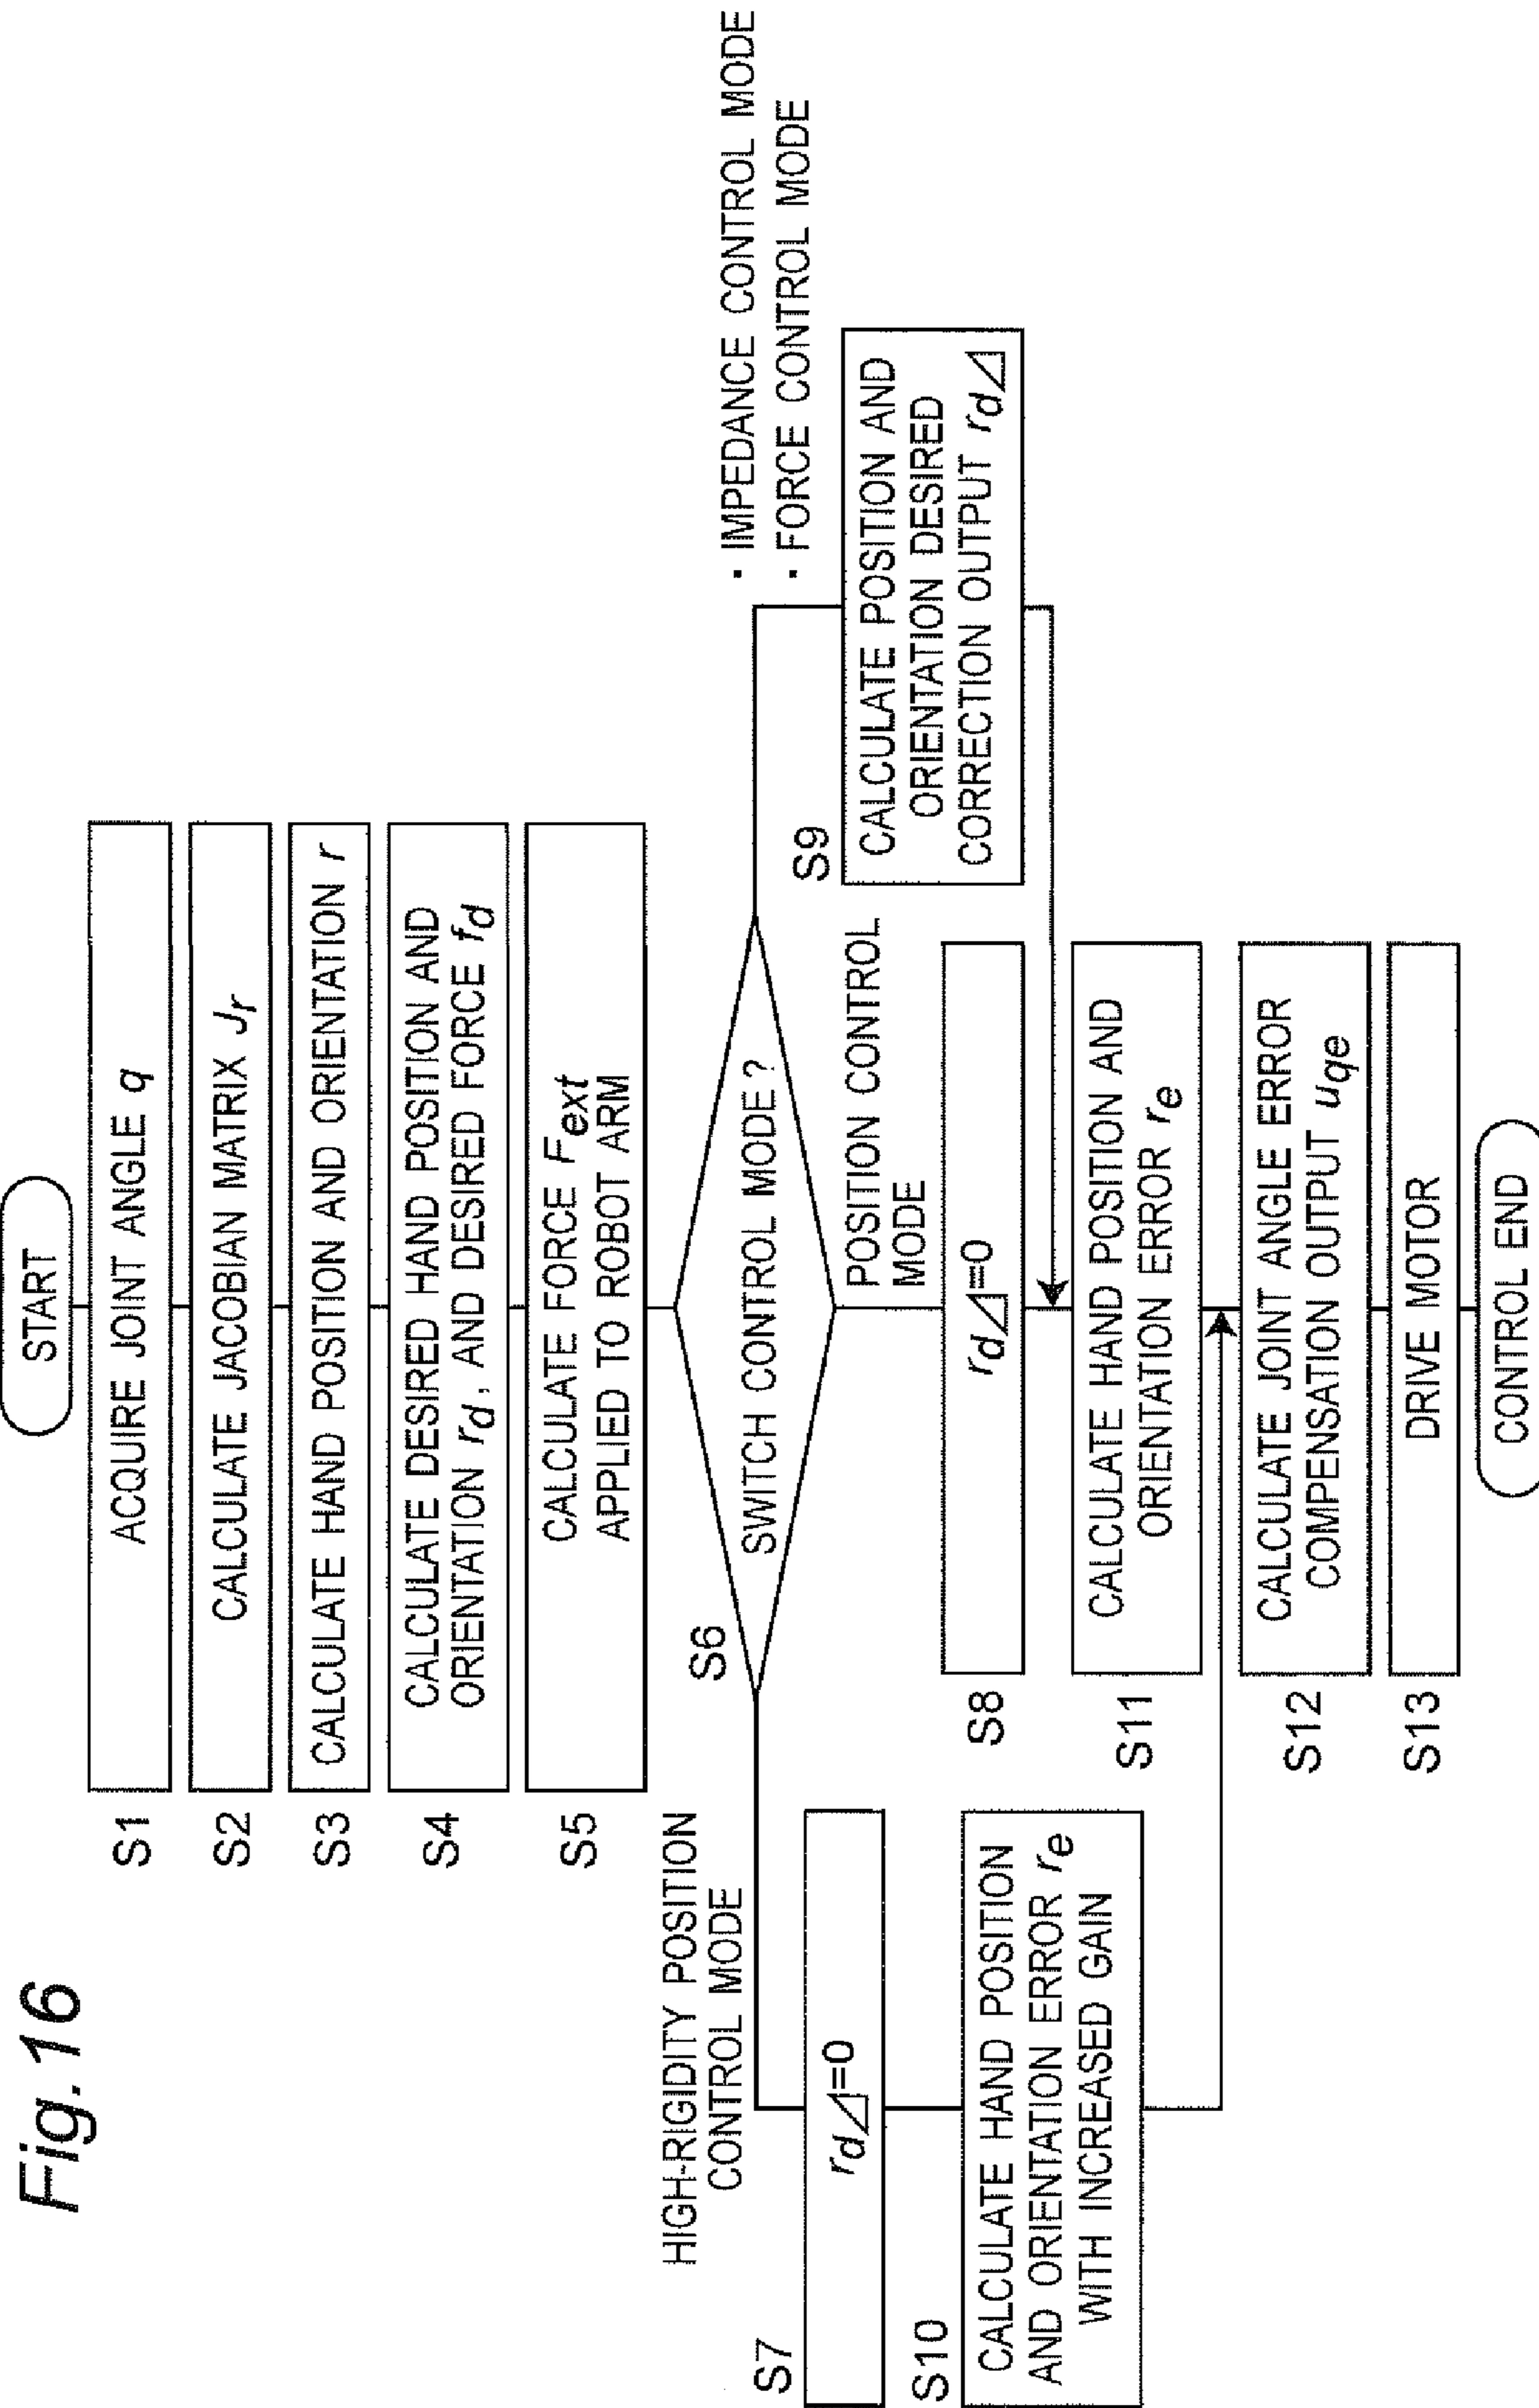 Fig. 16
START
S1
ACQUIRE JOINT ANGLE q
S2
CALCULATE JACOBIAN MATRIX Jr
S3
CALCULATE HAND POSITION AND ORIENTATION r
S4
CALCULATE DESIRED HAND POSITION AND
ORIENTATION rd, AND DESIRED FORCE fd
S5
CALCULATE FORCE Fext
APPLIED TO ROBOT ARM
S6
SWITCH CONTROL MODE?
HIGH-RIGIDITY POSITION
CONTROL MODE
POSITION CONTROL
MODE
· IMPEDANCE CONTROL MODE
· FORCE CONTROL MODE
S7
rd⊿=0
S8
rd⊿=0
S9
CALCULATE POSITION AND
ORIENTATION DESIRED
CORRECTION OUTPUT rd⊿
S10
CALCULATE HAND POSITION
AND ORIENTATION ERROR re
WITH INCREASED GAIN
S11
CALCULATE HAND POSITION AND
ORIENTATION ERROR re
S12
CALCULATE JOINT ANGLE ERROR
COMPENSATION OUTPUT uqe
S13
DRIVE MOTOR
CONTROL END